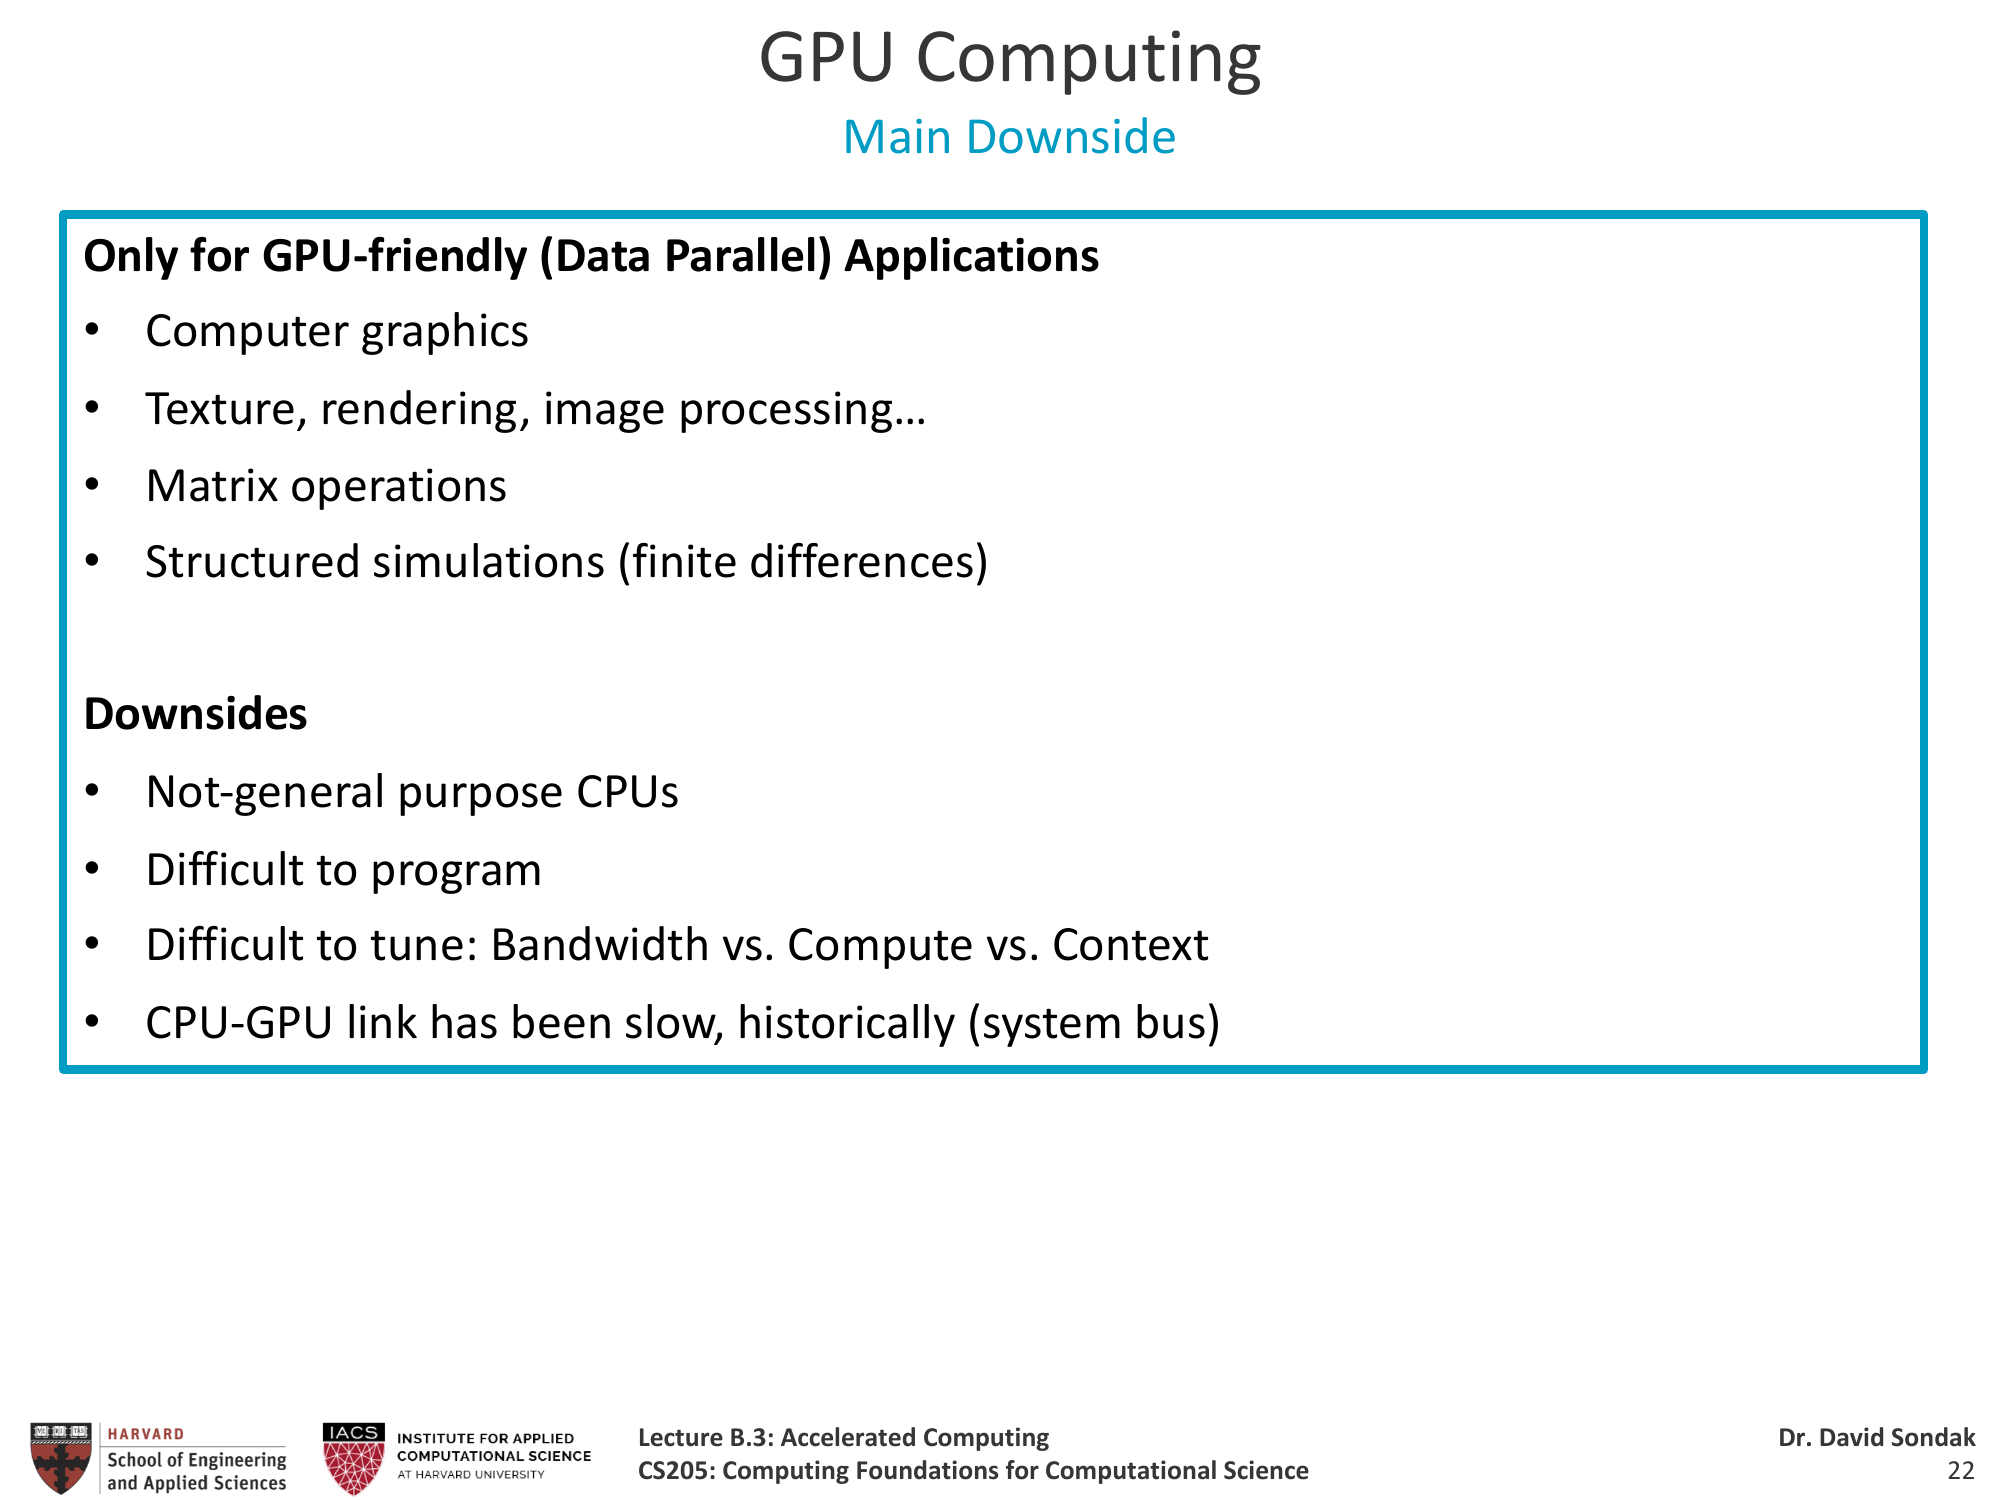 GPU Computing
Main Downside
Only for GPU-friendly (Data Parallel) Applications
• Computer graphics
• Texture, rendering, image processing…
• Matrix operations
• Structured simulations (finite differences)
Downsides
• Not-general purpose CPUs
• Difficult to program
• Difficult to tune: Bandwidth vs. Compute vs. Context
• CPU-GPU link has been slow, historically (system bus)
HARVARD
School of Engineering
and Applied Sciences
IACS
INSTITUTE FOR APPLIED
COMPUTATIONAL SCIENCE
AT HARVARD UNIVERSITY
Lecture B.3: Accelerated Computing
CS205: Computing Foundations for Computational Science
Dr. David Sondak
22